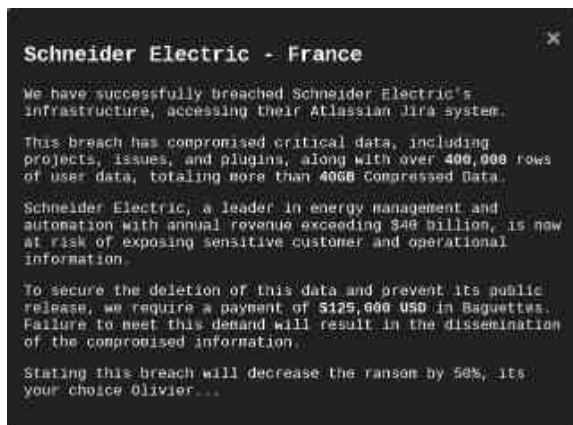 Schneider Electric - France
We have successfully breached Schneider Electric's
infrastructure, accessing their Atlassian Jira system.
This breach has compromised critical data, including
projects, issues, and plugins, along with over 400,000 rows
of user data, totaling more than 40GB Compressed Data.
Schneider Electric, a leader in energy management and
automation with annual revenue exceeding $40 billion, is now
at risk of exposing sensitive customer and operational
information.
To secure the deletion of this data and prevent its public
release, we require a payment of $125,000 USD in Baguettes.
Failure to meet this demand will result in the dissemination
of the compromised information.
Stating this breach will decrease the ransom by 50%, its
your choice Olivier...